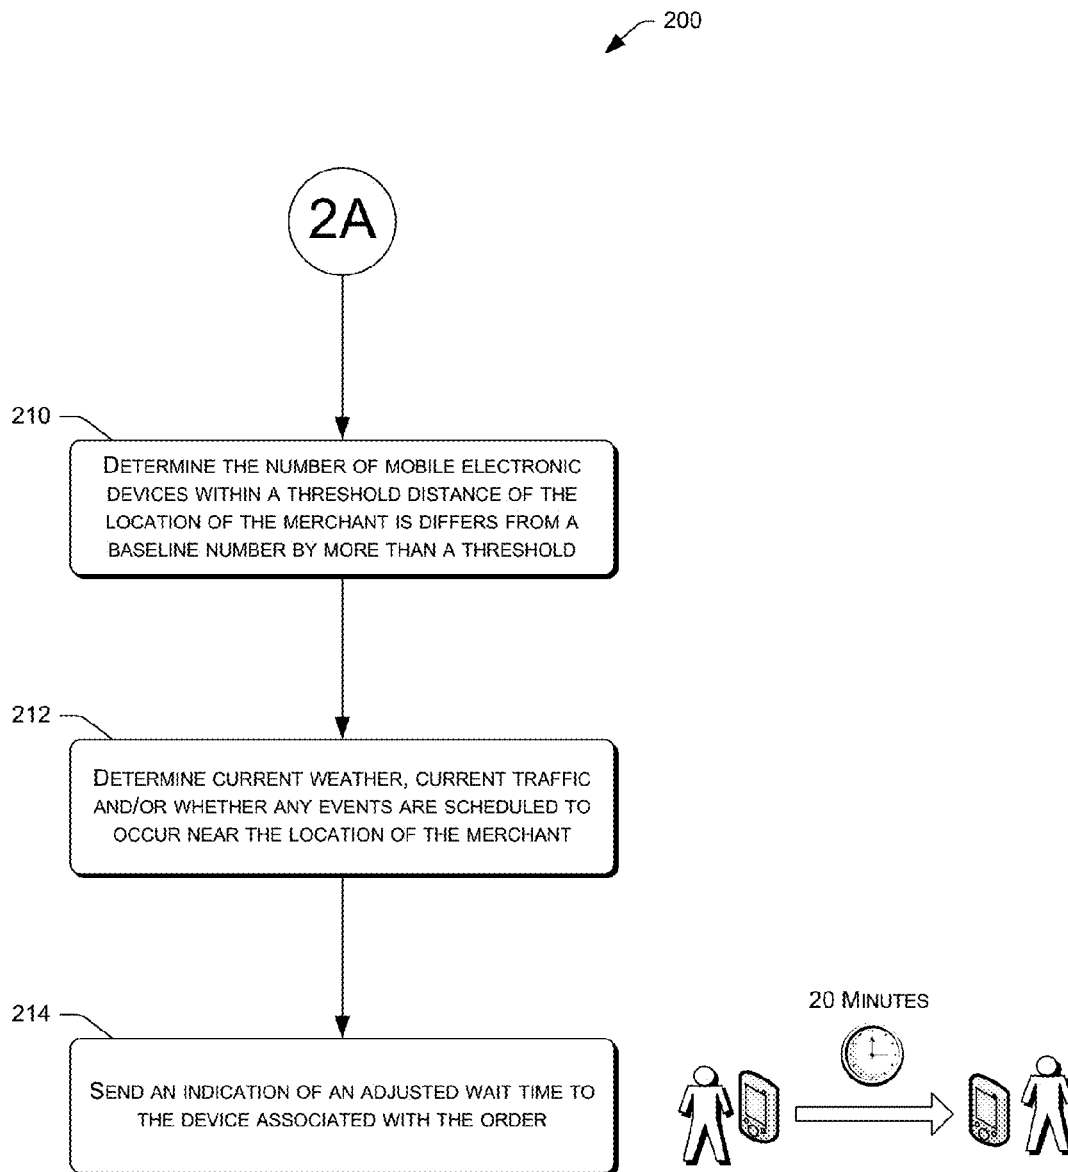 200
2A
210
DETERMINE THE NUMBER OF MOBILE ELECTRONIC
DEVICES WITHIN A THRESHOLD DISTANCE OF THE
LOCATION OF THE MERCHANT IS DIFFERS FROM A
BASELINE NUMBER BY MORE THAN A THRESHOLD
212
DETERMINE CURRENT WEATHER, CURRENT TRAFFIC
AND/OR WHETHER ANY EVENTS ARE SCHEDULED TO
OCCUR NEAR THE LOCATION OF THE MERCHANT
214
SEND AN INDICATION OF AN ADJUSTED WAIT TIME TO
THE DEVICE ASSOCIATED WITH THE ORDER
20 MINUTES